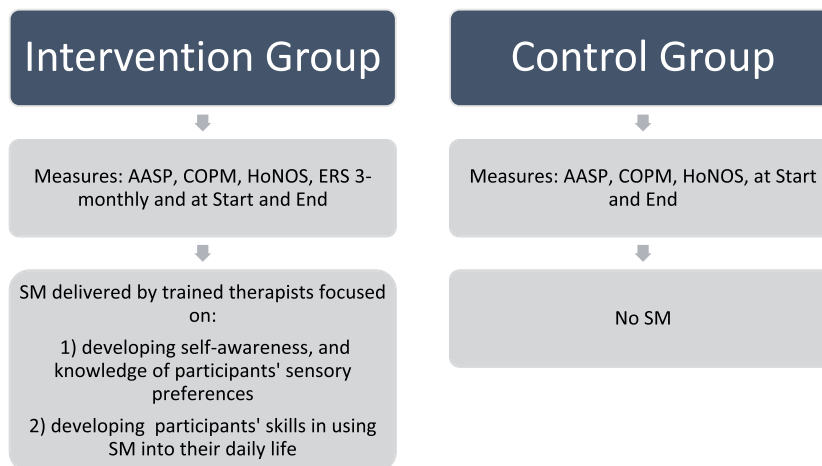 Intervention Group
Measures: AASP, COPM, HoNOS, ERS 3-
monthly and at Start and End
SM delivered by trained therapists focused
on:
1) developing self-awareness, and
knowledge of participants' sensory
preferences
2) developing  participants' skills in using
SM into their daily life
Control Group
Measures: AASP, COPM, HoNOS, at Start
and End
No SM